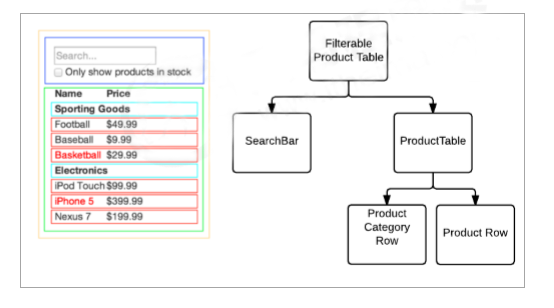 Search...
Only show products in stock
Name Price
Sporting Goods
Football $49.99
Baseball $9.99
Basketball $29.99
Electronics
iPod Touch $99.99
iPhone 5 $399.99
Nexus 7 $199.99
Filterable
Product Table
SearchBar
ProductTable
Product
Category
Row
Product Row